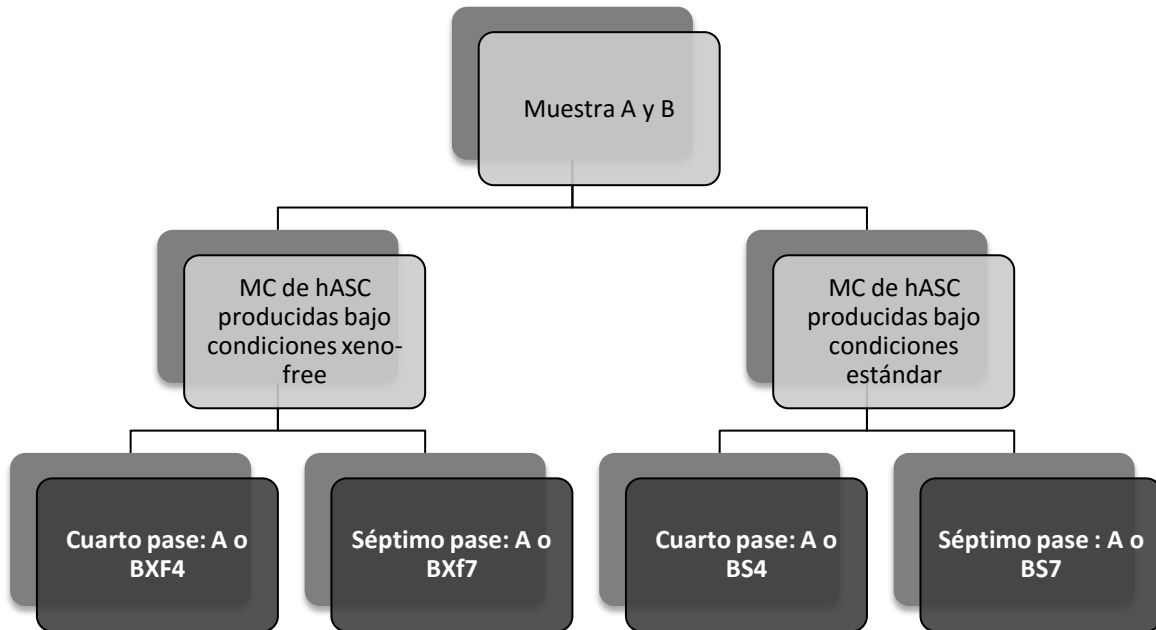 Muestra A y B
MC de hASC
producidas bajo
condiciones xeno-
free
MC de hASC
producidas bajo
condiciones
estándar
Cuarto pase: A o
BXF4
Séptimo pase: A o
BXf7
Cuarto pase: A o
BS4
Séptimo pase : A o
BS7